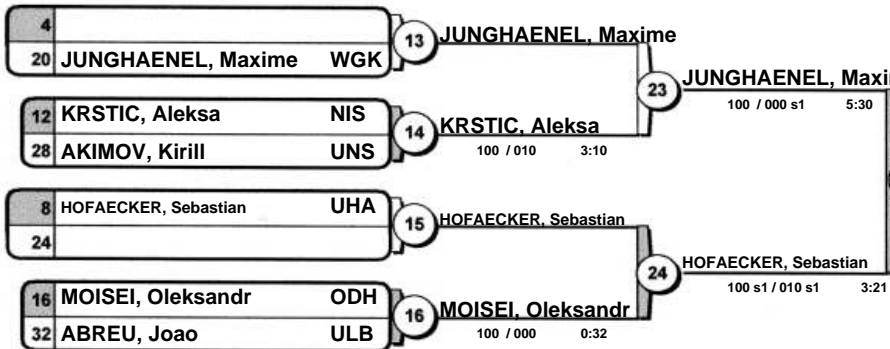 4
20 JUNGHAENEL, Maxime WGK
13 JUNGHAENEL, Maxime
12 KRSTIC, Aleksa NIS
28 AKIMOV, Kirill UNS
14 KRSTIC, Aleksa
100 / 010 3:10
23 JUNGHAENEL, Maxi
100 / 000 s1 5:30
8 HOFAECKER, Sebastian UHA
24
15 HOFAECKER, Sebastian
16 MOISEI, Oleksandr ODH
32 ABREU, Joao ULB
16 MOISEI, Oleksandr
100 / 000 0:32
24 HOFAECKER, Sebastian
100 s1 / 010 s1 3:21